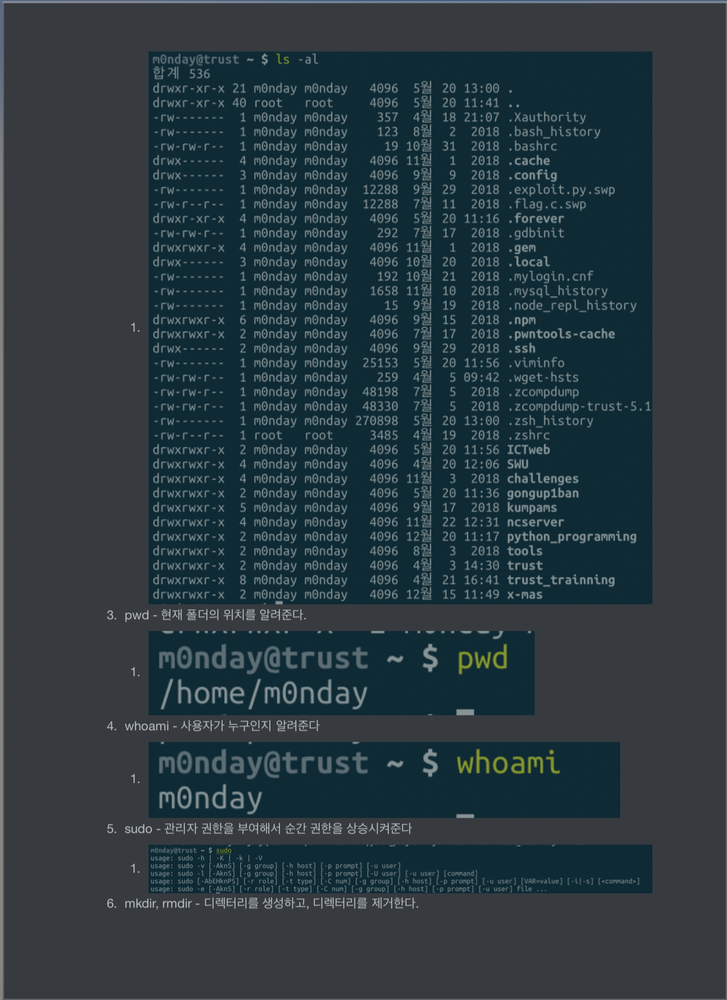 m0nday@trust ~ $ ls -al
합계 536
drwxr-xr-x 21 m0nday m0nday 4096 5월 20 13:00 .
drwxr-xr-x 40 root root 4096 5월 20 11:41 ..
-rw------- 1 m0nday m0nday 357 4월 18 21:07 .Xauthority
-rw------- 1 m0nday m0nday 123 8월 2 2018 .bash_history
-rw-rw-r-- 1 m0nday m0nday 19 10월 31 2018 .bashrc
drwx------ 4 m0nday m0nday 4096 11월 1 2018 .cache
drwx------ 3 m0nday m0nday 4096 9월 9 2018 .config
-rw------- 1 m0nday m0nday 12288 9월 29 2018 .exploit.py.swp
-rw-r--r-- 1 m0nday m0nday 12288 7월 11 2018 .flag.c.swp
drwxr-xr-x 4 m0nday m0nday 4096 5월 20 11:16 .forever
-rw-rw-r-- 1 m0nday m0nday 292 7월 17 2018 .gdbinit
drwxrwxr-x 4 m0nday m0nday 4096 11월 1 2018 .gem
drwx------ 3 m0nday m0nday 4096 10월 20 2018 .local
-rw------- 1 m0nday m0nday 192 10월 21 2018 .mylogin.cnf
-rw------- 1 m0nday m0nday 1658 11월 10 2018 .mysql_history
-rw------- 1 m0nday m0nday 15 9월 19 2018 .node_repl_history
drwxrwxr-x 6 m0nday m0nday 4096 9월 15 2018 .npm
1. drwxrwxr-x 2 m0nday m0nday 4096 7월 17 2018 .pwntools-cache
drwx------ 2 m0nday m0nday 4096 9월 29 2018 .ssh
-rw------- 1 m0nday m0nday 25153 5월 20 11:56 .viminfo
-rw-rw-r-- 1 m0nday m0nday 259 4월 5 09:42 .wget-hsts
-rw-rw-r-- 1 m0nday m0nday 48198 7월 5 2018 .zcompdump
-rw-rw-r-- 1 m0nday m0nday 48330 7월 5 2018 .zcompdump-trust-5.1
-rw------- 1 m0nday m0nday 270898 5월 20 13:00 .zsh_history
-rw-r--r-- 1 root root 3485 4월 19 2018 .zshrc
drwxrwxr-x 2 m0nday m0nday 4096 5월 20 11:56 ICTweb
drwxrwxr-x 4 m0nday m0nday 4096 4월 20 12:06 SWU
drwxrwxr-x 4 m0nday m0nday 4096 11월 3 2018 challenges
drwxrwxr-x 2 m0nday m0nday 4096 5월 20 11:36 gongup1ban
drwxrwxr-x 5 m0nday m0nday 4096 9월 17 2018 kumpams
drwxrwxr-x 4 m0nday m0nday 4096 11월 22 12:31 ncserver
drwxrwxr-x 2 m0nday m0nday 4096 12월 20 11:17 python_programming
drwxrwxr-x 2 m0nday m0nday 4096 8월 3 2018 tools
drwxrwxr-x 2 m0nday m0nday 4096 4월 3 14:30 trust
drwxrwxr-x 8 m0nday m0nday 4096 4월 21 16:41 trust_trainning
drwxrwxr-x 2 m0nday m0nday 4096 12월 15 11:49 x-mas
3. pwd - 현재 폴더의 위치를 알려준다.
m0nday@trust ~ $ pwd
1. /home/m0nday
4. whoami - 사용자가 누구인지 알려준다
m0nday@trust ~ $ whoami
1. m0nday
5. sudo - 관리자 권한을 부여해서 순간 권한을 상승시켜준다
m0nday@trust ~ $ sudo
usage: sudo -h | -K | -k | -V
usage: sudo -v [-AknS] [-g group] [-h host] [-p prompt] [-u user]
1. usage: sudo -l [-AknS] [-g group] [-h host] [-p prompt] [-U user] [-u user] [command]
usage: sudo [-AbEHknPS] [-r role] [-t type] [-C num] [-g group] [-h host] [-p prompt] [-u user] [VAR=value] [-i|-s] [<command>]
usage: sudo -e [-AknS] [-r role] [-t type] [-C num] [-g group] [-h host] [-p prompt] [-u user] file ...
6. mkdir, rmdir - 디렉터리를 생성하고, 디렉터리를 제거한다.